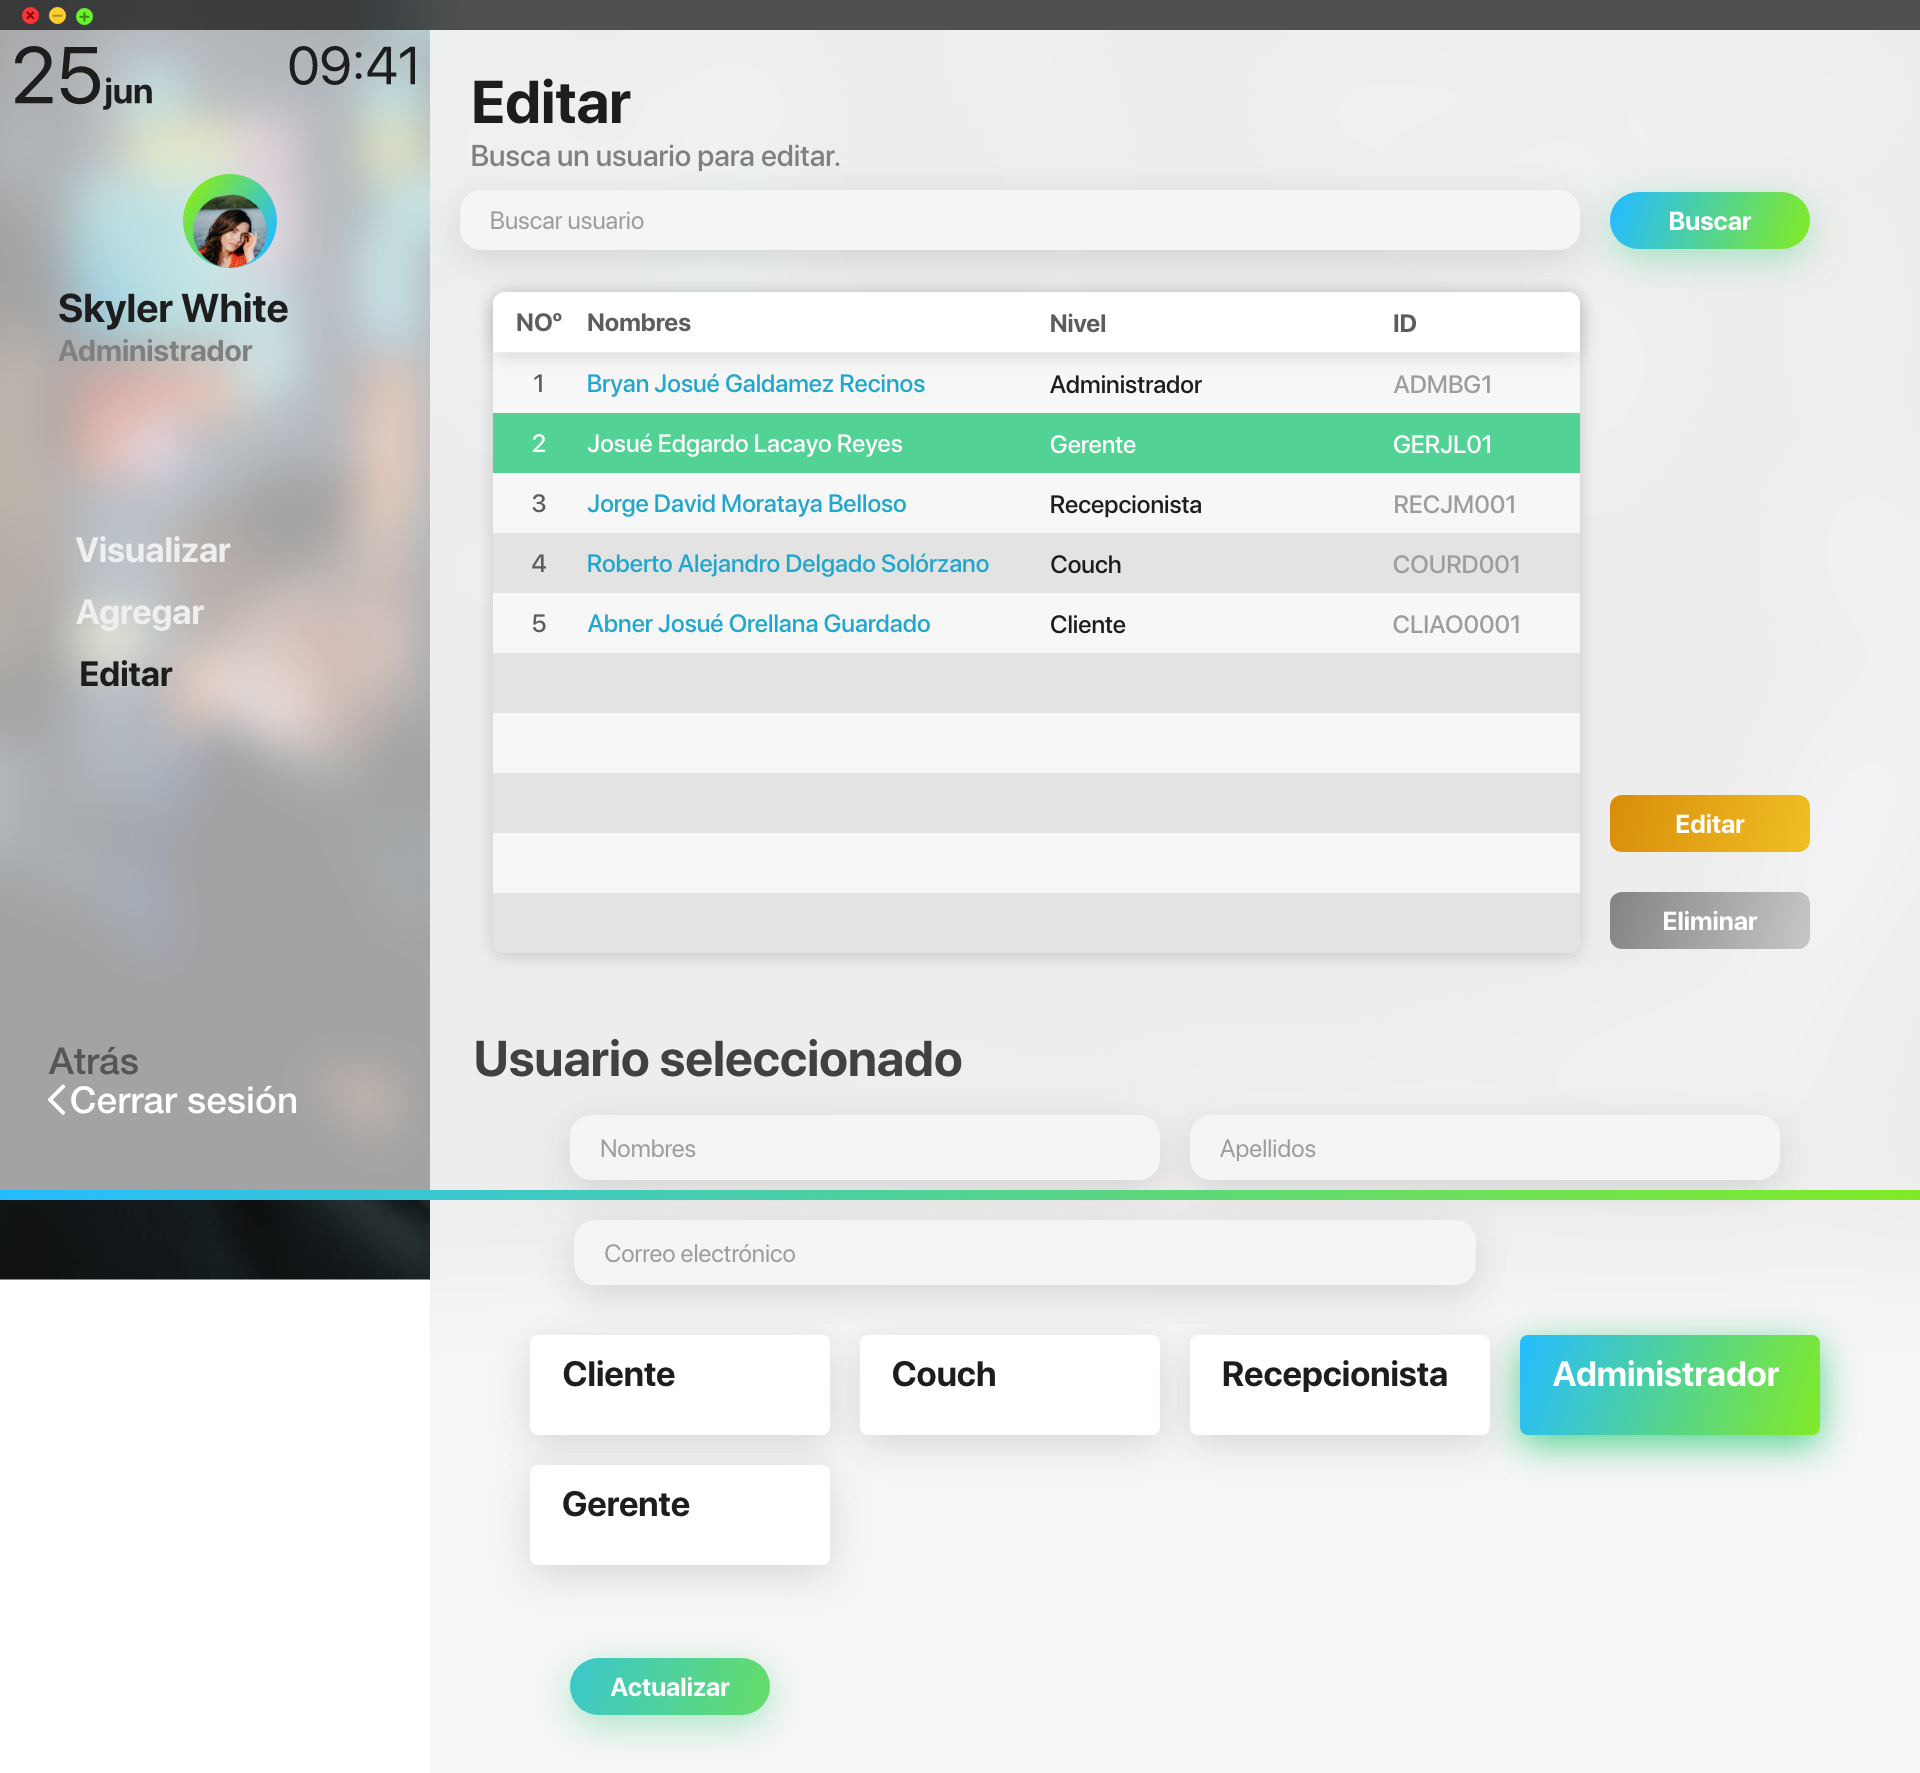 25jun
09:41
Skyler White
Administrador
Visualizar
Agregar
Editar
Atrás
Cerrar sesión
Editar
Busca un usuario para editar.
Buscar usuario
Buscar
NOº Nombres Nivel ID
1 Bryan Josué Galdamez Recinos Administrador ADMBG1
2 Josué Edgardo Lacayo Reyes Gerente GERJL01
3 Jorge David Morataya Belloso Recepcionista RECJM001
4 Roberto Alejandro Delgado Solórzano Couch COURD001
5 Abner Josué Orellana Guardado Cliente CLIAO0001
Editar
Eliminar
Usuario seleccionado
Nombres
Apellidos
Correo electrónico
Cliente
Couch
Recepcionista
Administrador
Gerente
Actualizar